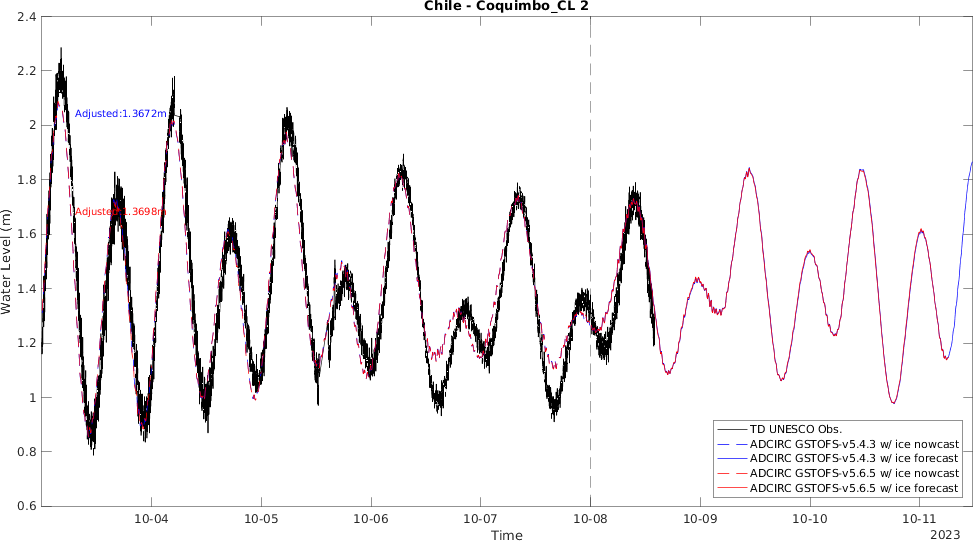 Chile - Coquimbo_CL 2
2.4
2.2
2
1.8
1.6
1.4
1.2
1
0.8
0.6
Water Level (m)
Adjusted:1.3672m
Adjusted:1.3698m
TD UNESCO Obs.
ADCIRC GSTOFS-v5.4.3 w/ ice nowcast
ADCIRC GSTOFS-v5.4.3 w/ ice forecast
ADCIRC GSTOFS-v5.6.5 w/ ice nowcast
ADCIRC GSTOFS-v5.6.5 w/ ice forecast
10-04 10-05 10-06 10-07 10-08 10-09 10-10 10-11
Time
2023